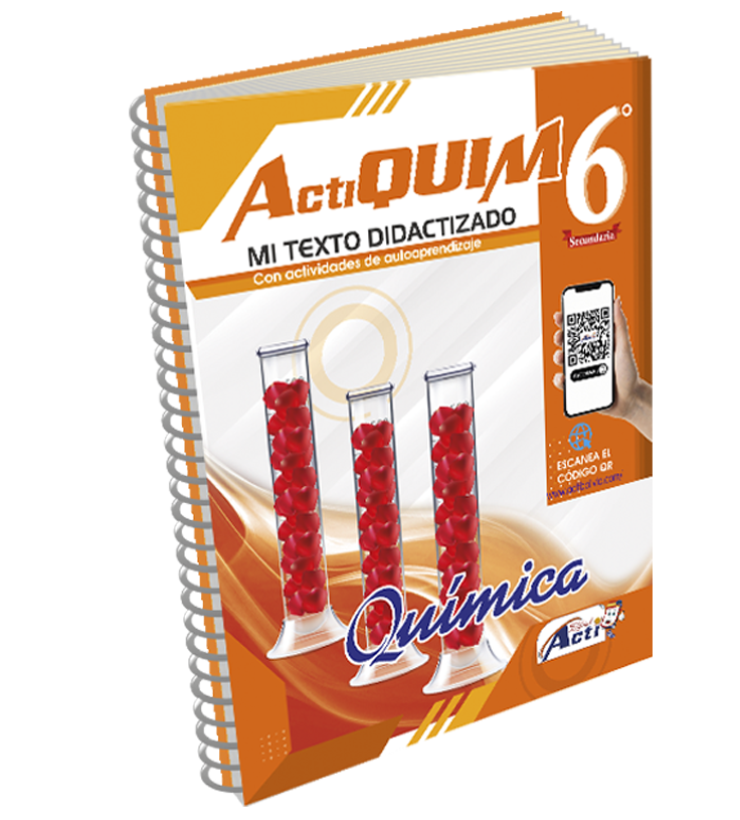 ActiQUIM 6°
MI TEXTO DIDACTIZADO
Con actividades de autoaprendizaje
Secundaria
ESCANEA EL
CÓDIGO QR
Química
Acti